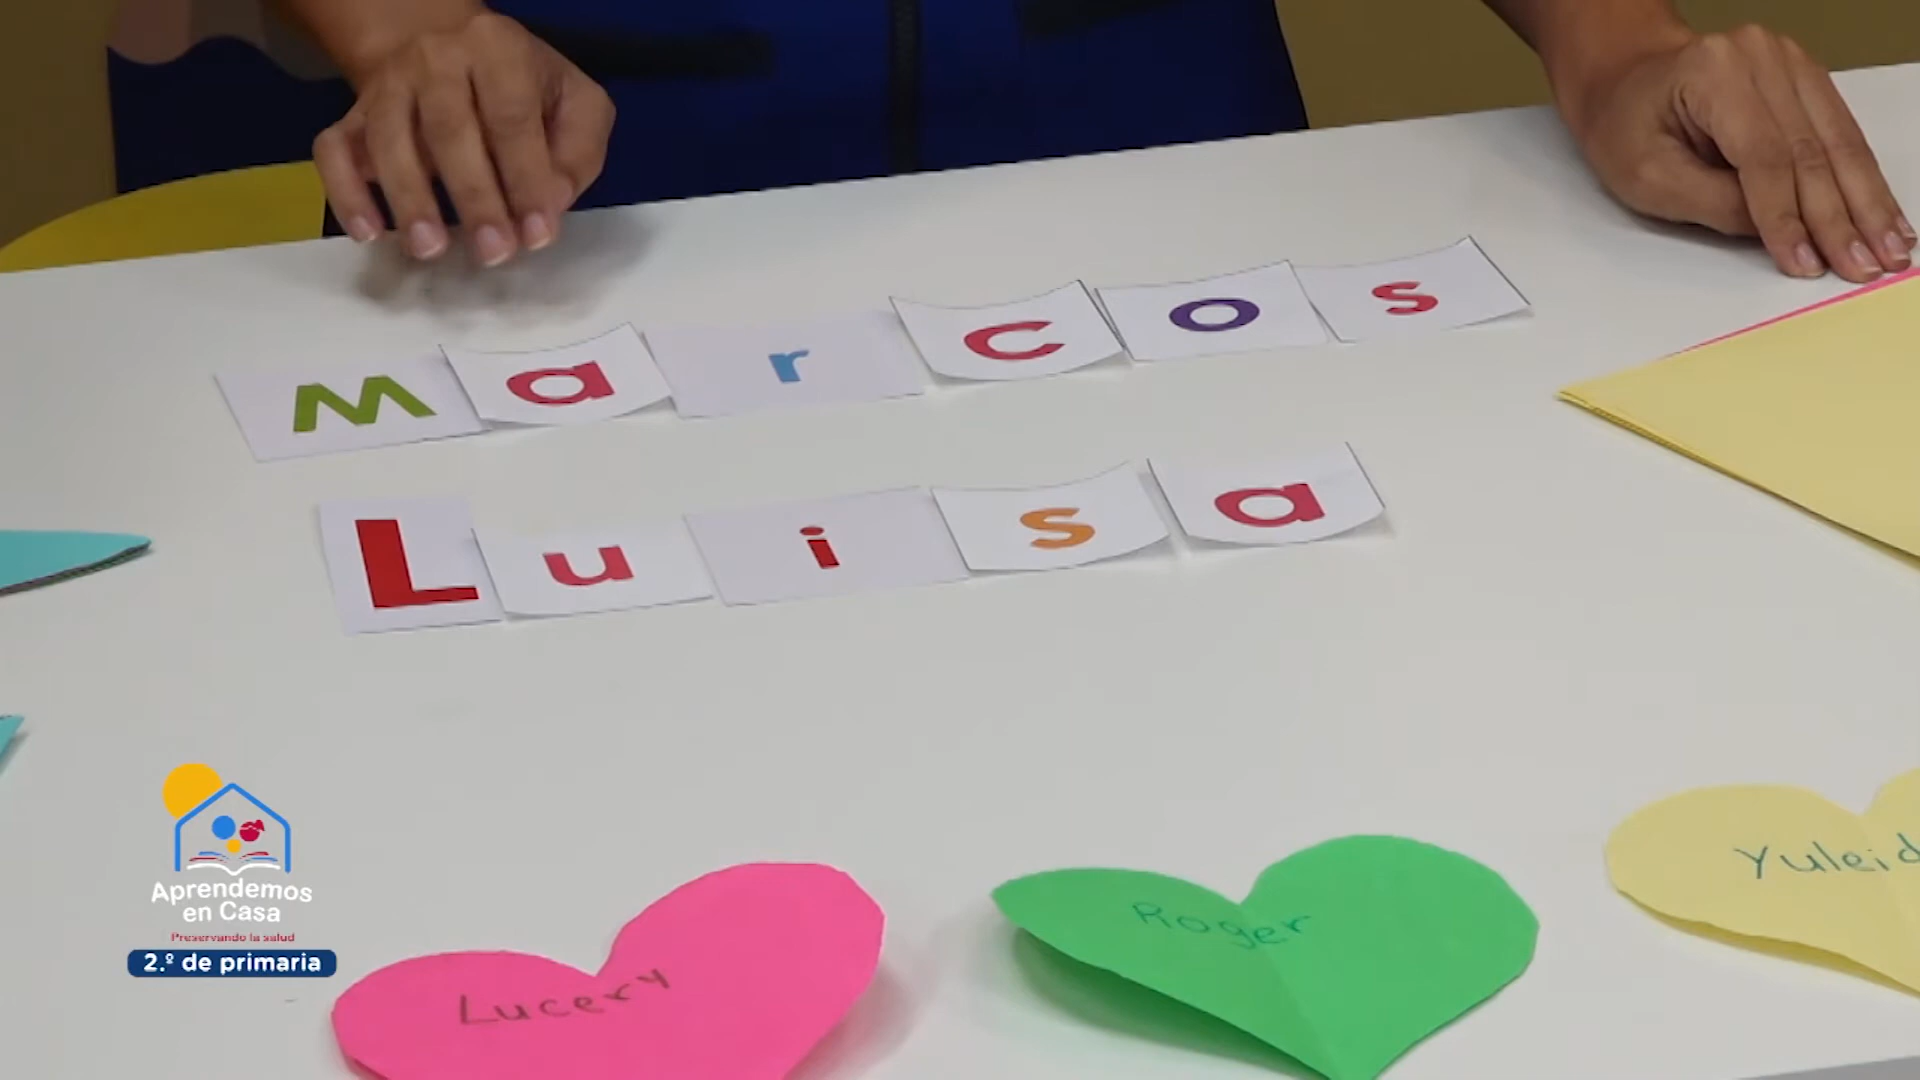 Marcos
Luisa
Aprendemos
en Casa
Preservando la salud
2.º de primaria
Lucery
Roger
Yuleid